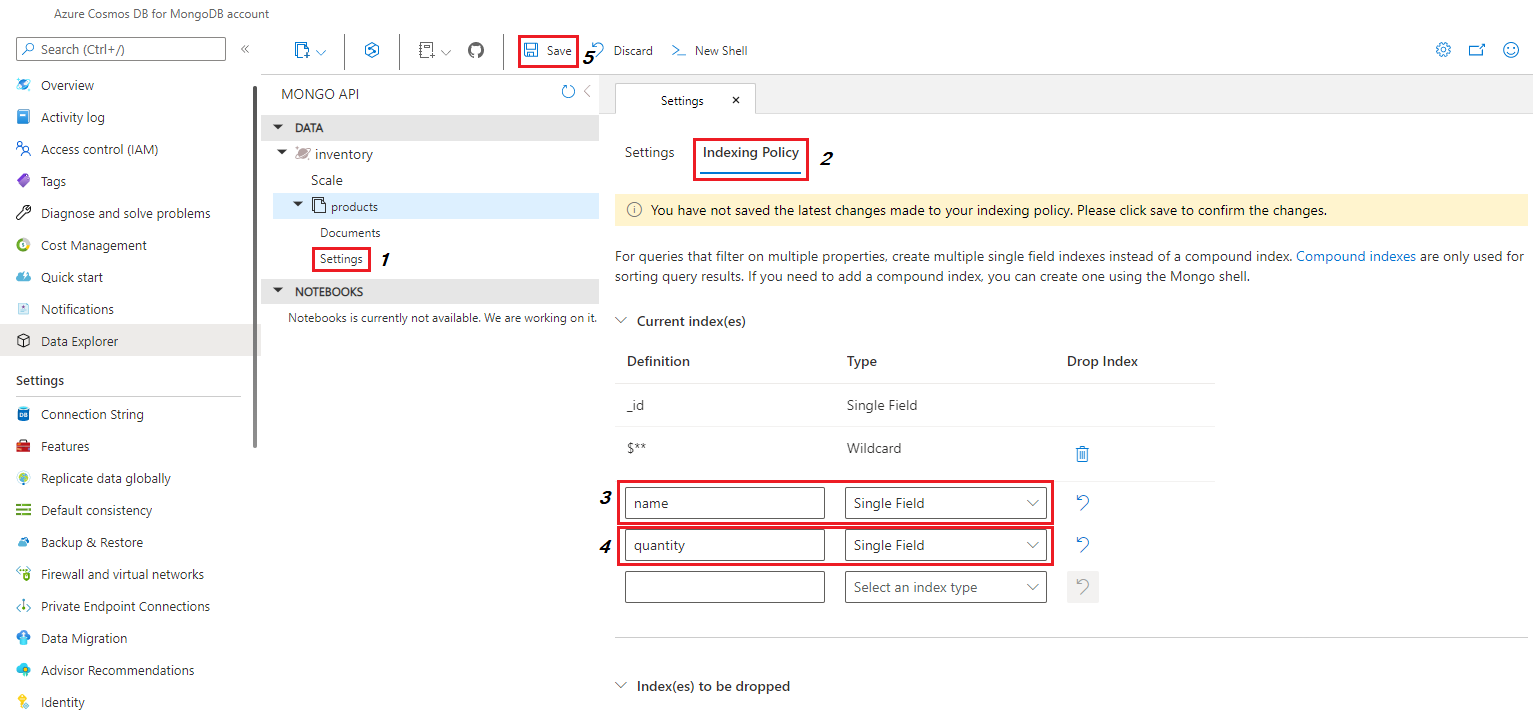 Azure Cosmos DB for MongoDB account
Search (Ctrl+/)
«
Overview
Activity log
Access control (IAM)
Tags
Diagnose and solve problems
Cost Management
Quick start
Notifications
Data Explorer
Settings
Connection String
Features
Replicate data globally
Default consistency
Backup & Restore
Firewall and virtual networks
Private Endpoint Connections
Data Migration
Advisor Recommendations
Identity
Save
5
Discard
New Shell
MONGO API
DATA
inventory
Scale
products
Documents
Settings 1
NOTEBOOKS
Notebooks is currently not available. We are working on it.
Settings
Settings
Indexing Policy 2
You have not saved the latest changes made to your indexing policy. Please click save to confirm the changes.
For queries that filter on multiple properties, create multiple single field indexes instead of a compound index. Compound indexes are only used for
sorting query results. If you need to add a compound index, you can create one using the Mongo shell.
Current index(es)
Definition Type Drop Index
_id Single Field
$** Wildcard
3 name Single Field
4 quantity Single Field
Select an index type
Index(es) to be dropped